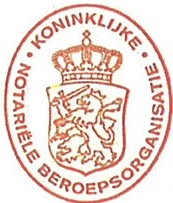 • KONINKLIJKE •
NOTARIËLE BEROEPSORGANISATIE